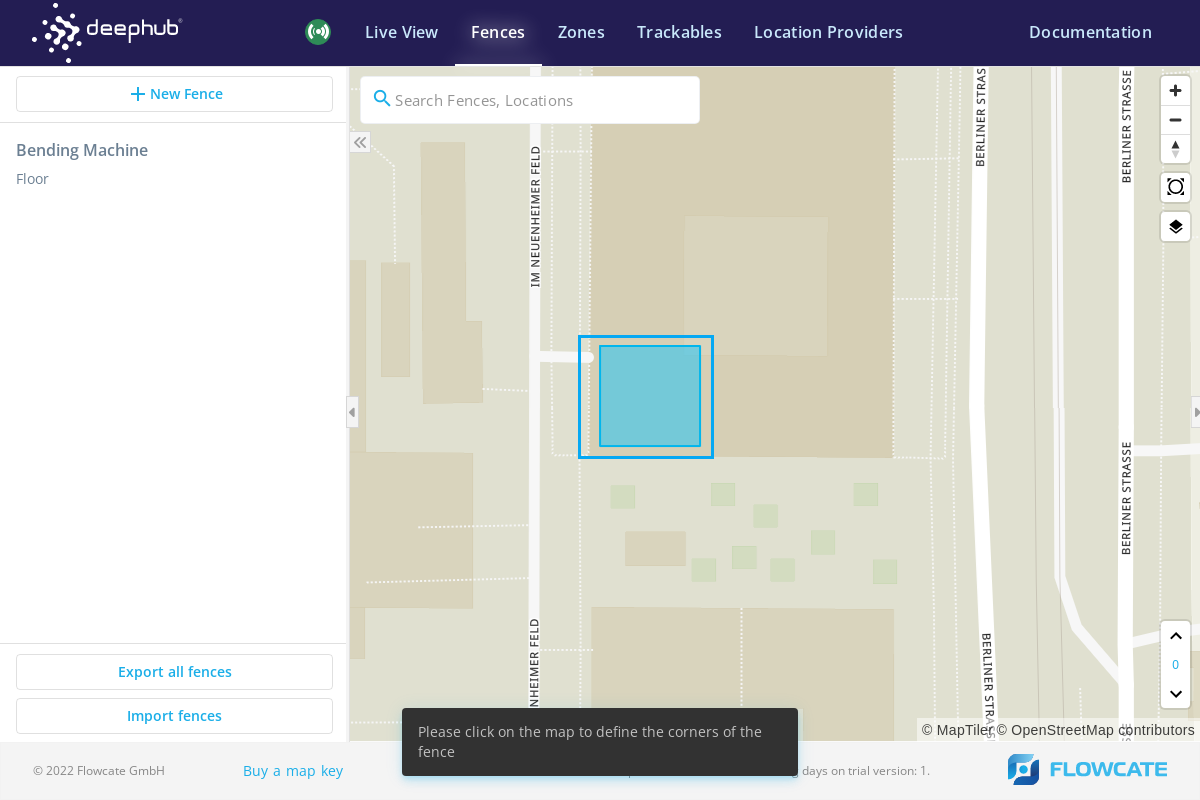 deephub®
Live View
Fences
Zones
Trackables
Location Providers
Documentation
New Fence
Bending Machine
Floor
Search Fences, Locations
IM NEUENHEIMER FELD
NHEIMER FELD
BERLINER STRAS
BERLINER STRASSE
BERLINER STRASSE
BERLINER STRASSE
0
Export all fences
Import fences
Please click on the map to define the corners of the
fence
© MapTiler © OpenStreetMap contributors
© 2022 Flowcate GmbH
Buy a map key
days on trial version: 1.
FLOWCATE